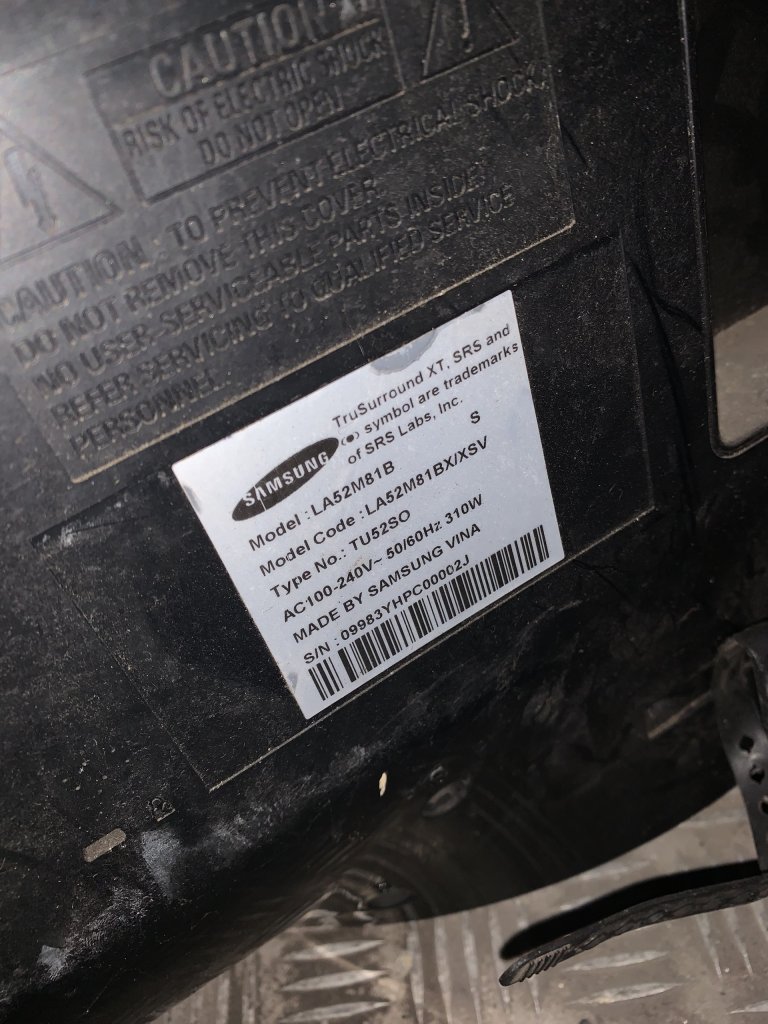 CAUTION
RISK OF ELECTRIC SHOCK
DO NOT OPEN
CAUTION : TO PREVENT ELECTRICAL SHOCK,
DO NOT REMOVE THIS COVER.
NO USER SERVICEABLE PARTS INSIDE,
REFER SERVICING TO QUALIFIED SERVICE
PERSONNEL.
TruSurround XT, SRS and
(●) symbol are trademarks
of SRS Labs, Inc.
SAMSUNG
S
Model : LA52M81B
Model Code : LA52M81BX/XSV
Type No.: TU52SO
AC100-240V~ 50/60Hz 310W
MADE BY SAMSUNG VINA
S/N : 09983YHPC00002J